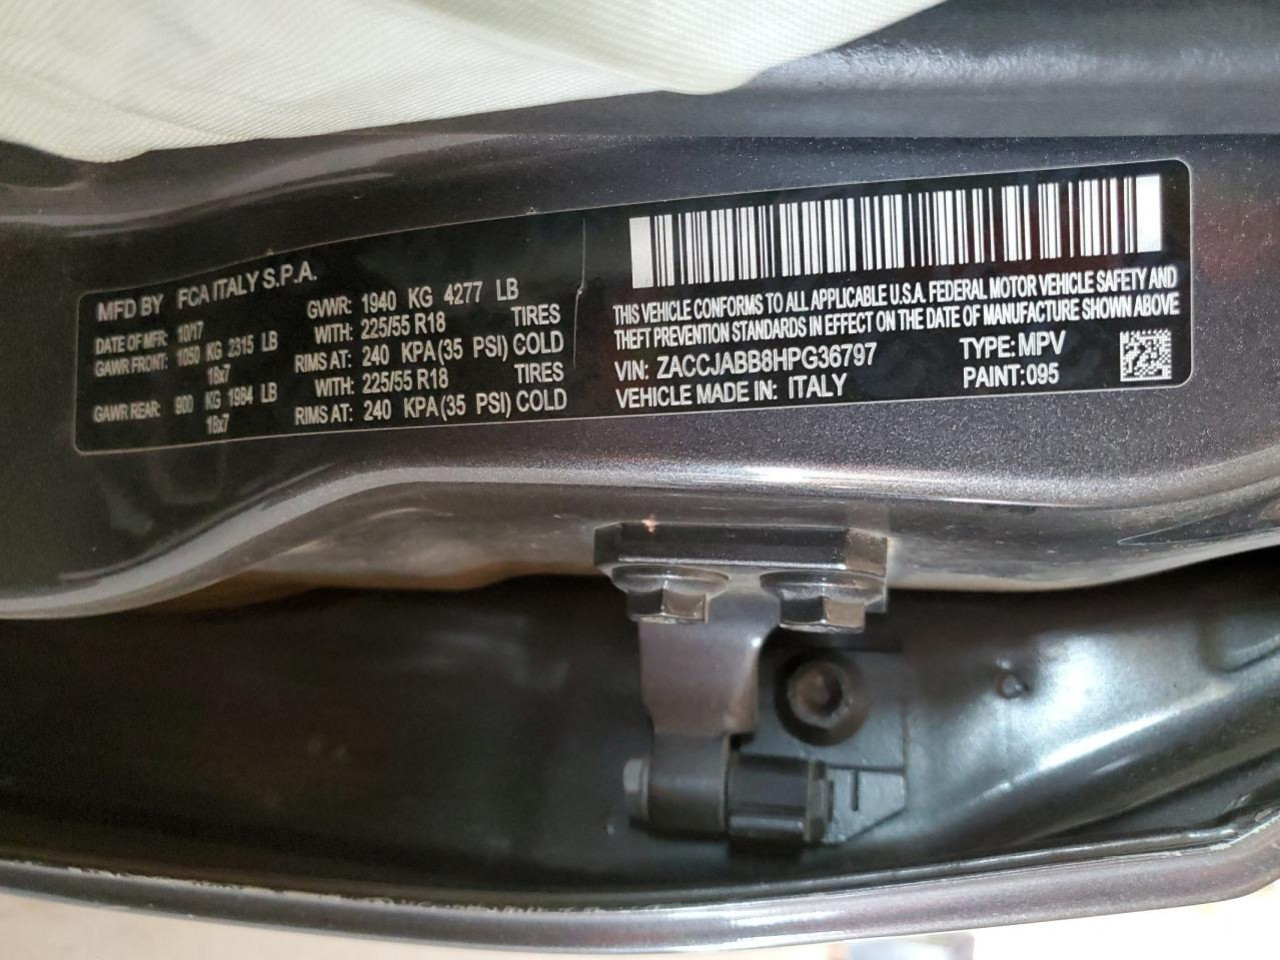 MFD BY FCA ITALY S.P.A.
DATE OF MFR: 10/17 GVWR: 1940 KG 4277 LB
GAWR FRONT: 1050 KG 2315 LB WITH: 225/55 R18 TIRES
18x7 RIMS AT: 240 KPA(35 PSI) COLD
GAWR REAR: 900 KG 1984 LB WITH: 225/55 R18 TIRES
18x7 RIMS AT: 240 KPA(35 PSI) COLD
THIS VEHICLE CONFORMS TO ALL APPLICABLE U.S.A. FEDERAL MOTOR VEHICLE SAFETY AND
THEFT PREVENTION STANDARDS IN EFFECT ON THE DATE OF MANUFACTURE SHOWN ABOVE
VIN: ZACCJABB8HPG36797 TYPE: MPV
VEHICLE MADE IN: ITALY PAINT: 095